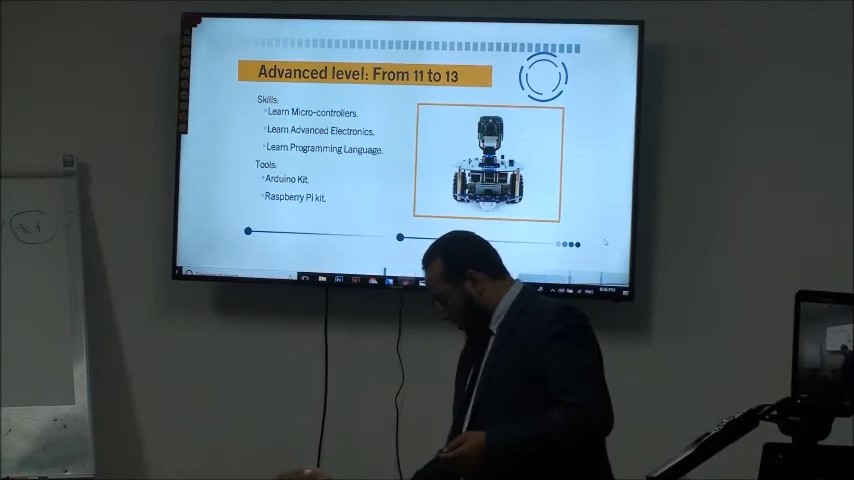 Advanced level: From 11 to 13
Skills:
Learn Micro-controllers.
Learn Advanced Electronics.
Learn Programming Language.
Tools:
Arduino Kit.
Raspberry Pi kit.